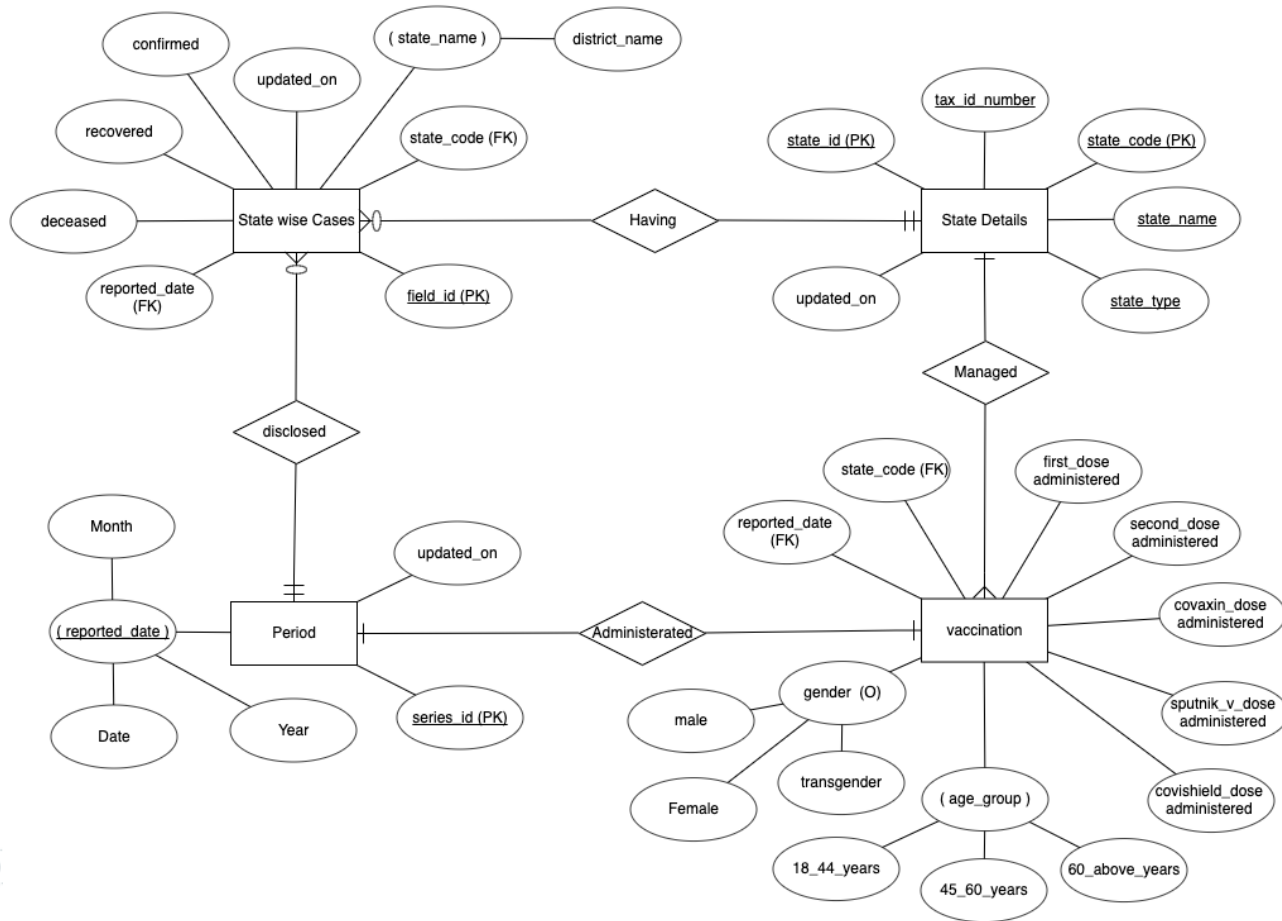 confirmed
( state_name )
district_name
updated_on
recovered
state_code (FK)
deceased
State wise Cases
reported_date
(FK)
field_id (PK)
Having
tax_id_number
state_id (PK)
state_code (PK)
State Details
state_name
updated_on
state_type
Managed
disclosed
Month
updated_on
( reported_date )
Period
Date
Year
series_id (PK)
Administerated
state_code (FK)
first_dose
administered
reported_date
(FK)
second_dose
administered
vaccination
covaxin_dose
administered
gender (O)
male
sputnik_v_dose
administered
transgender
Female
( age_group )
covishield_dose
administered
18_44_years
45_60_years
60_above_years